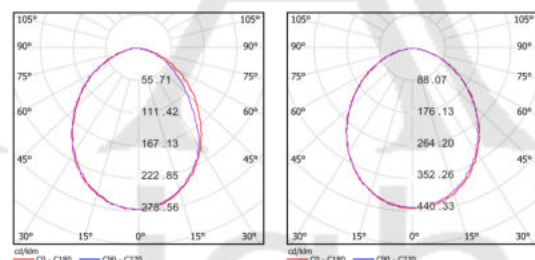 105° 105° 105° 105°
90° 90° 90° 90°
75° 75° 75° 75°
55 .71 88 .07
60° 111 .42 60° 60° 176 .13 60°
167 .13 264 .20
45° 45° 45° 45°
222 .85 352 .26
278 .56 440 .33
30° 15° 0° 15° 30° 30° 15° 0° 15° 30°
cd/klm cd/klm
C0 - C180 C90 - C270 C0 - C180 C90 - C270